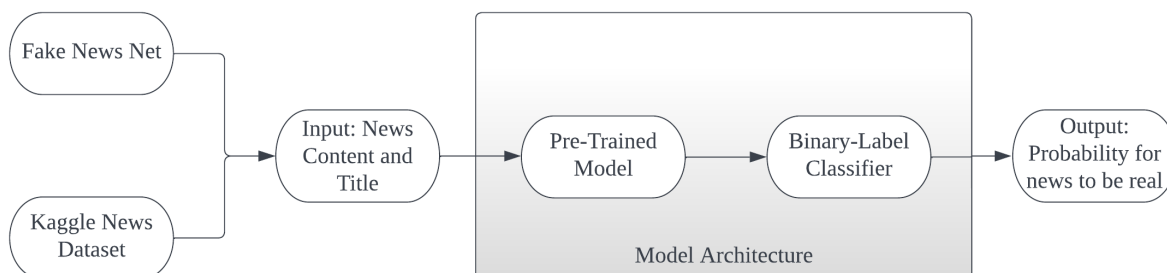 Fake News Net
Kaggle News
Dataset
Input: News
Content and
Title
Pre-Trained
Model
Binary-Label
Classifier
Model Architecture
Output:
Probability for
news to be real